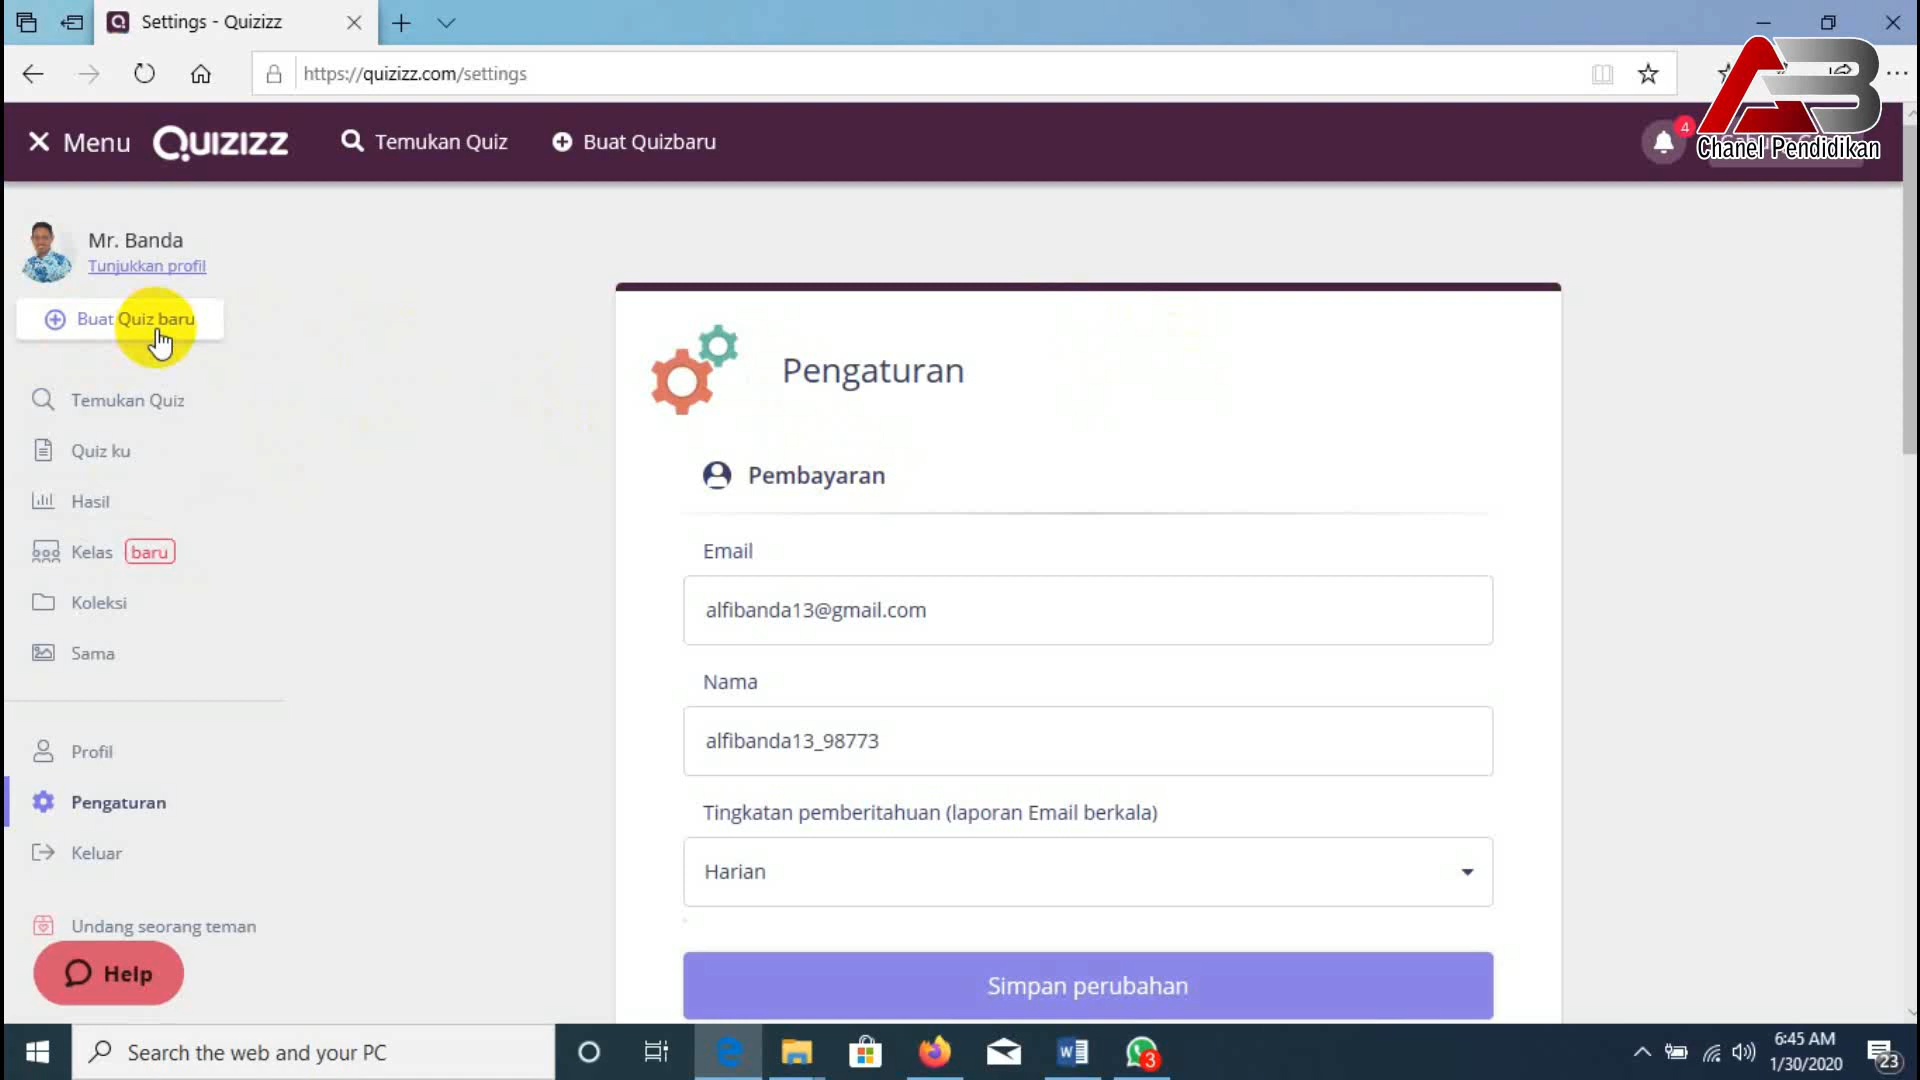 Settings - Quizizz
https://quizizz.com/settings
Menu
QUIZIZZ
Temukan Quiz
Buat Quizbaru
4
AB
Chanel Pendidikan
Mr. Banda
Tunjukkan profil
Buat Quiz baru
Temukan Quiz
Quiz ku
Hasil
Kelas baru
Koleksi
Sama
Profil
Pengaturan
Keluar
Undang seorang teman
Help
Pengaturan
Pembayaran
Email
alfibanda13@gmail.com
Nama
alfibanda13_98773
Tingkatan pemberitahuan (laporan Email berkala)
Harian
Simpan perubahan
Search the web and your PC
3
6:45 AM
1/30/2020
23